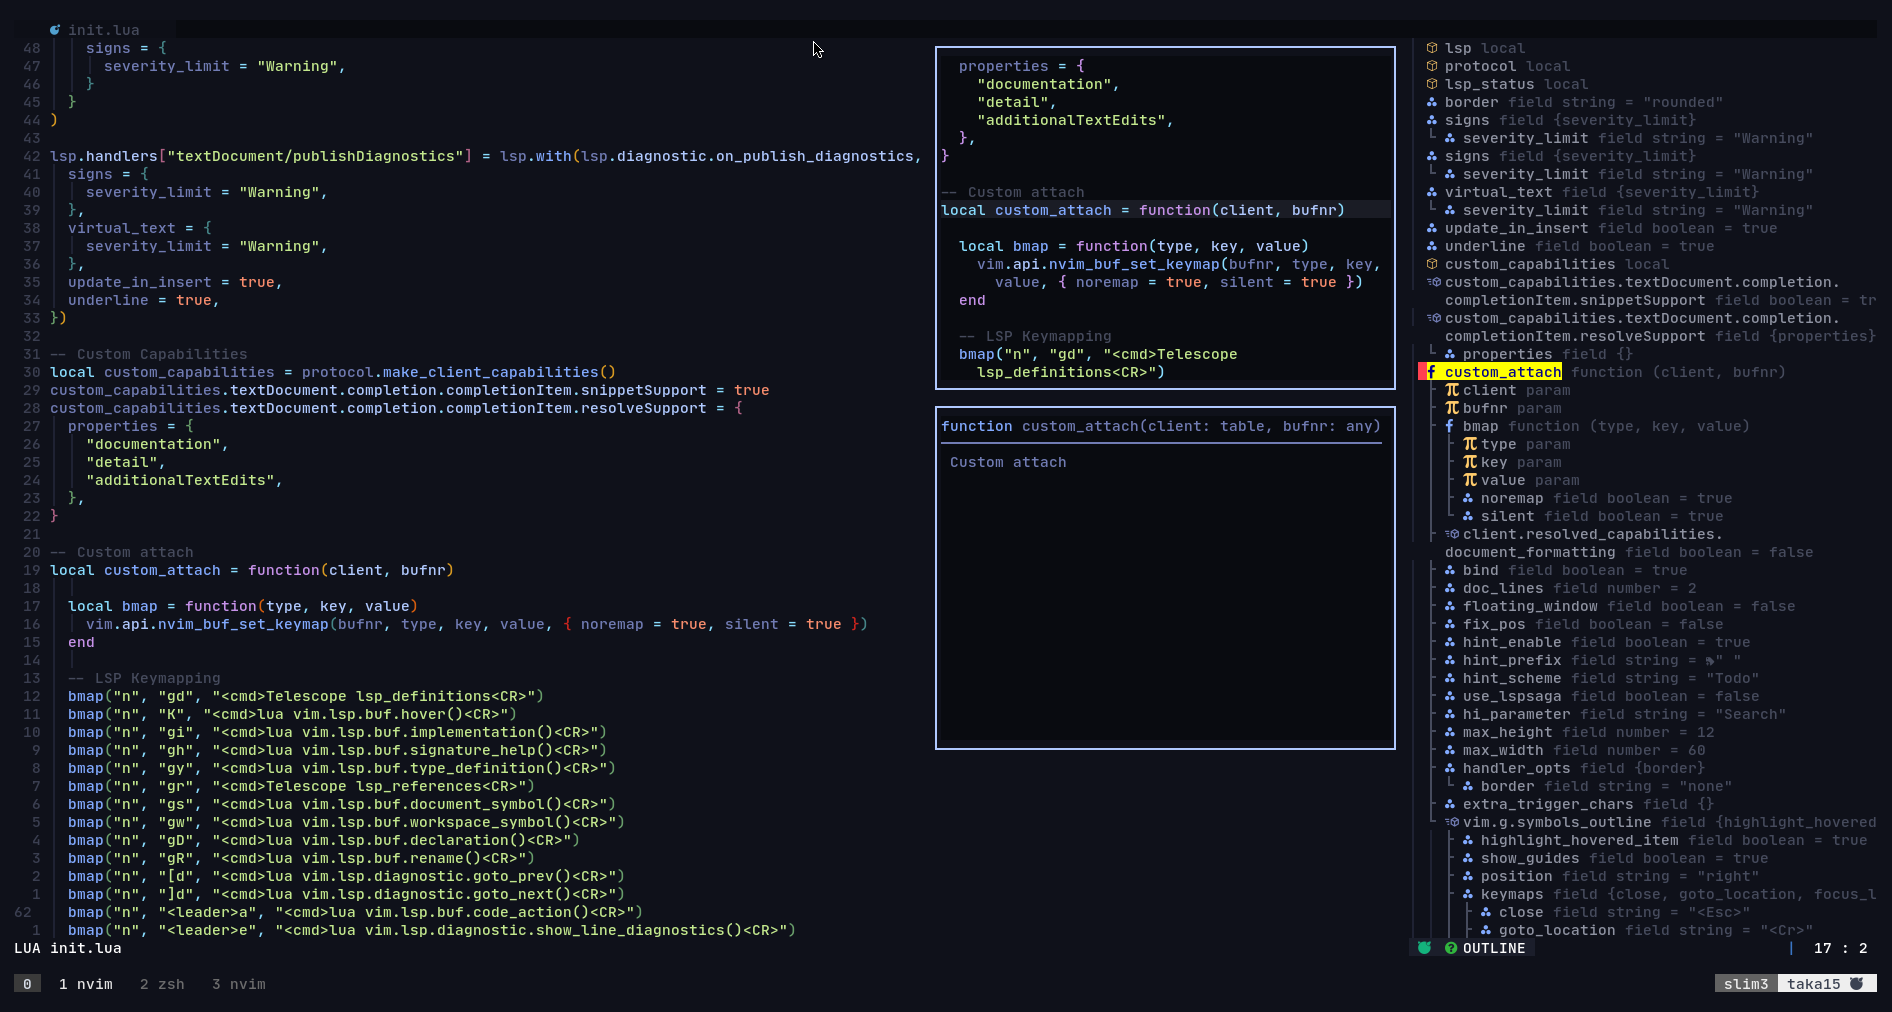 init.lua
48 signs = {
47 severity_limit = "Warning",
46 }
45 }
44 )
43
42 lsp.handlers["textDocument/publishDiagnostics"] = lsp.with(lsp.diagnostic.on_publish_diagnostics,
41 signs = {
40 severity_limit = "Warning",
39 },
38 virtual_text = {
37 severity_limit = "Warning",
36 },
35 update_in_insert = true,
34 underline = true,
33 })
32
31 -- Custom Capabilities
30 local custom_capabilities = protocol.make_client_capabilities()
29 custom_capabilities.textDocument.completion.completionItem.snippetSupport = true
28 custom_capabilities.textDocument.completion.completionItem.resolveSupport = {
27 properties = {
26 "documentation",
25 "detail",
24 "additionalTextEdits",
23 },
22 }
21
20 -- Custom attach
19 local custom_attach = function(client, bufnr)
18
17 local bmap = function(type, key, value)
16 vim.api.nvim_buf_set_keymap(bufnr, type, key, value, { noremap = true, silent = true })
15 end
14
13 -- LSP Keymapping
12 bmap("n", "gd", "<cmd>Telescope lsp_definitions<CR>")
11 bmap("n", "K", "<cmd>lua vim.lsp.buf.hover()<CR>")
10 bmap("n", "gi", "<cmd>lua vim.lsp.buf.implementation()<CR>")
9 bmap("n", "gh", "<cmd>lua vim.lsp.buf.signature_help()<CR>")
8 bmap("n", "gy", "<cmd>lua vim.lsp.buf.type_definition()<CR>")
7 bmap("n", "gr", "<cmd>Telescope lsp_references<CR>")
6 bmap("n", "gs", "<cmd>lua vim.lsp.buf.document_symbol()<CR>")
5 bmap("n", "gw", "<cmd>lua vim.lsp.buf.workspace_symbol()<CR>")
4 bmap("n", "gD", "<cmd>lua vim.lsp.buf.declaration()<CR>")
3 bmap("n", "gR", "<cmd>lua vim.lsp.buf.rename()<CR>")
2 bmap("n", "[d", "<cmd>lua vim.lsp.diagnostic.goto_prev()<CR>")
1 bmap("n", "]d", "<cmd>lua vim.lsp.diagnostic.goto_next()<CR>")
62 bmap("n", "<leader>a", "<cmd>lua vim.lsp.buf.code_action()<CR>")
1 bmap("n", "<leader>e", "<cmd>lua vim.lsp.diagnostic.show_line_diagnostics()<CR>")
properties = {
"documentation",
"detail",
"additionalTextEdits",
},
}
-- Custom attach
local custom_attach = function(client, bufnr)
local bmap = function(type, key, value)
vim.api.nvim_buf_set_keymap(bufnr, type, key,
value, { noremap = true, silent = true })
end
-- LSP Keymapping
bmap("n", "gd", "<cmd>Telescope
lsp_definitions<CR>")
function custom_attach(client: table, bufnr: any)
Custom attach
lsp local
protocol local
lsp_status local
border field string = "rounded"
signs field {severity_limit}
severity_limit field string = "Warning"
signs field {severity_limit}
severity_limit field string = "Warning"
virtual_text field {severity_limit}
severity_limit field string = "Warning"
update_in_insert field boolean = true
underline field boolean = true
custom_capabilities local
custom_capabilities.textDocument.completion.
completionItem.snippetSupport field boolean = tr
custom_capabilities.textDocument.completion.
completionItem.resolveSupport field {properties}
properties field {}
f custom_attach function (client, bufnr)
π client param
π bufnr param
f bmap function (type, key, value)
π type param
π key param
π value param
noremap field boolean = true
silent field boolean = true
client.resolved_capabilities.
document_formatting field boolean = false
bind field boolean = true
doc_lines field number = 2
floating_window field boolean = false
fix_pos field boolean = false
hint_enable field boolean = true
hint_prefix field string = " "
hint_scheme field string = "Todo"
use_lspsaga field boolean = false
hi_parameter field string = "Search"
max_height field number = 12
max_width field number = 60
handler_opts field {border}
border field string = "none"
extra_trigger_chars field {}
vim.g.symbols_outline field {highlight_hovered
highlight_hovered_item field boolean = true
show_guides field boolean = true
position field string = "right"
keymaps field {close, goto_location, focus_l
close field string = "<Esc>"
goto_location field string = "<Cr>"
LUA init.lua
? OUTLINE | 17 : 2
0 1 nvim 2 zsh 3 nvim
slim3 taka15